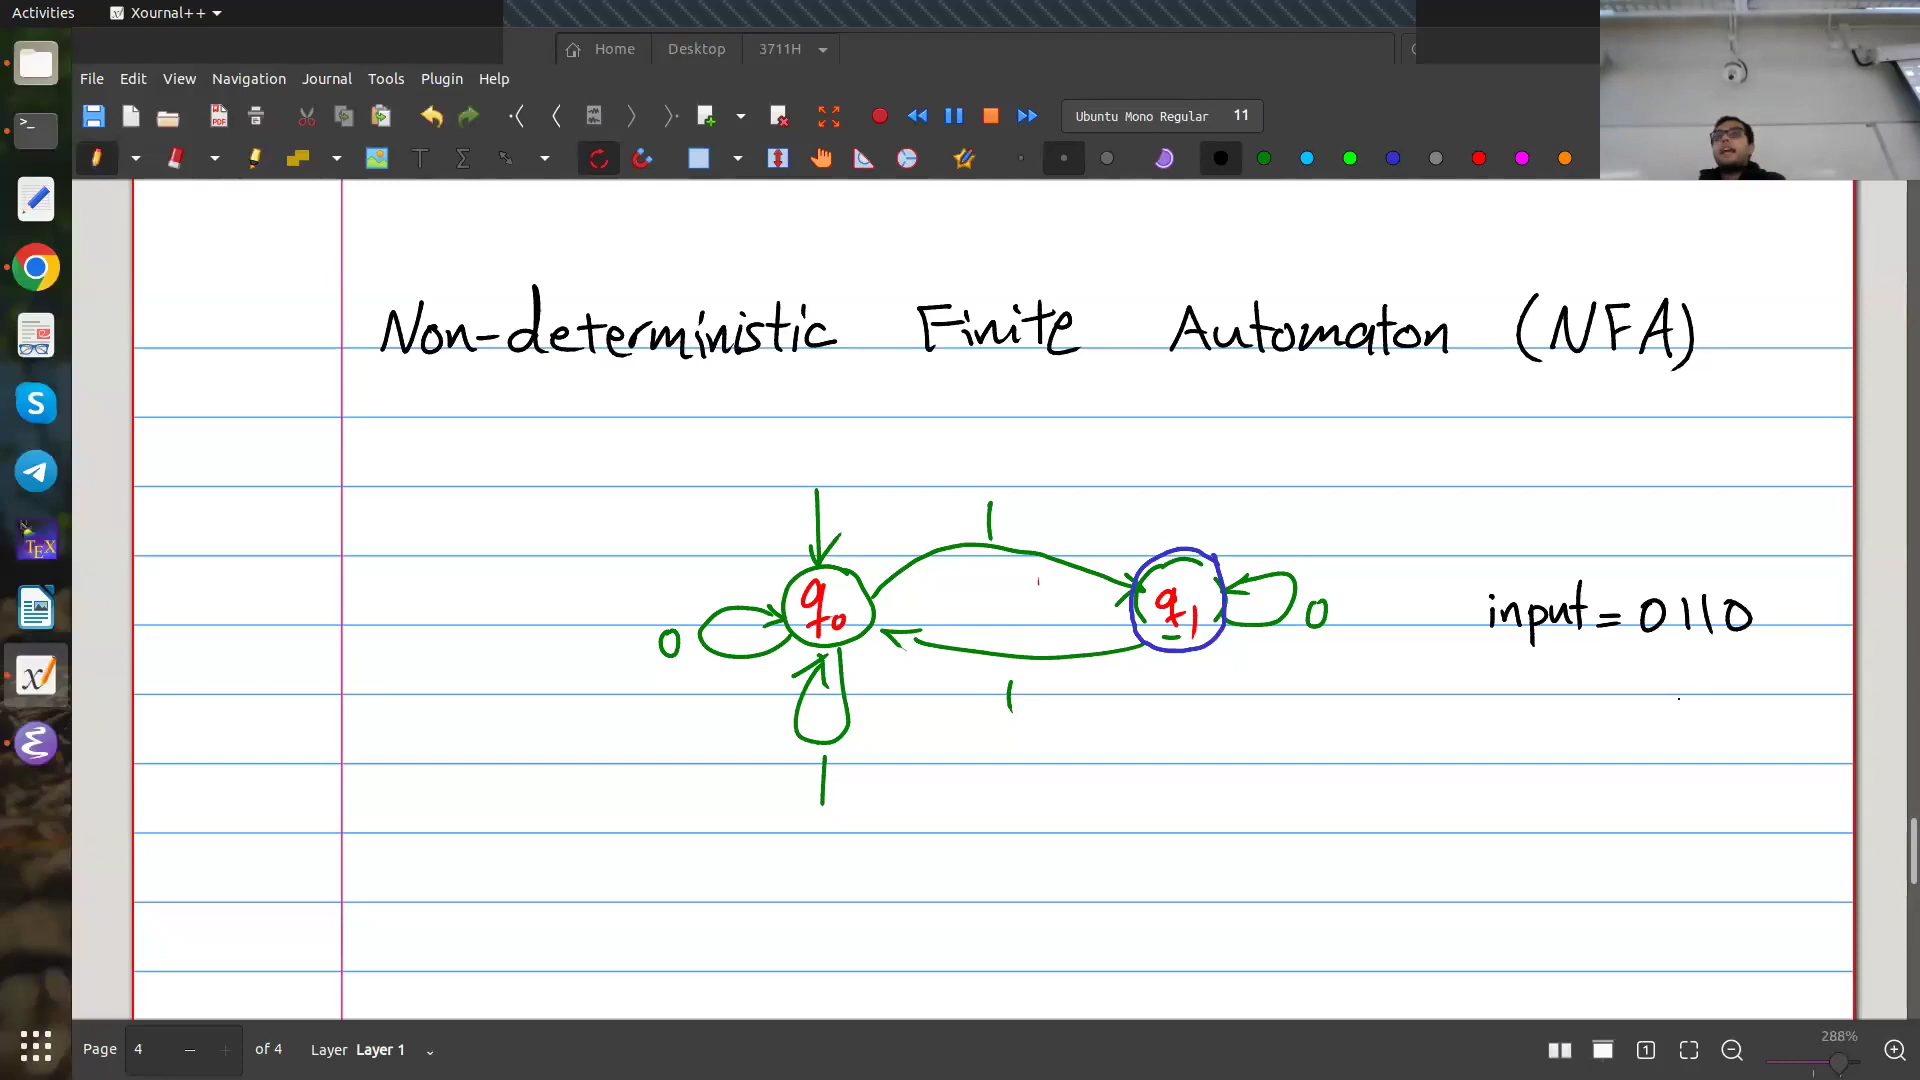 Activities Xournal++
Home Desktop 3711H
File Edit View Navigation Journal Tools Plugin Help
Ubuntu Mono Regular 11
Non-deterministic Finite Automaton (NFA)
1
q0 q1
0 0
input = 0110
1
1
Page 4 of 4 Layer Layer 1
288%